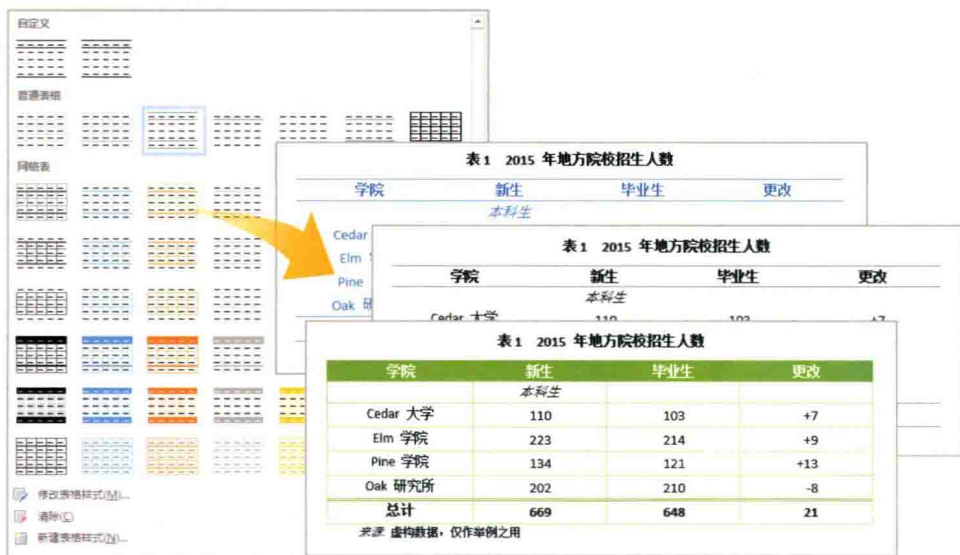 自定义
普通表格
网格表
修改表格样式(M)...
清除(C)
新建表格样式(N)...
表1 2015 年地方院校招生人数
学院 新生 毕业生 更改
本科生
Cedar
Elm
Pine
Oak 研
表1 2015 年地方院校招生人数
学院 新生 毕业生 更改
本科生
Cedar 大学 110 103 +7
表1 2015 年地方院校招生人数
学院 新生 毕业生 更改
本科生
Cedar 大学 110 103 +7
Elm 学院 223 214 +9
Pine 学院 134 121 +13
Oak 研究所 202 210 -8
总计 669 648 21
来源: 虚构数据，仅作举例之用